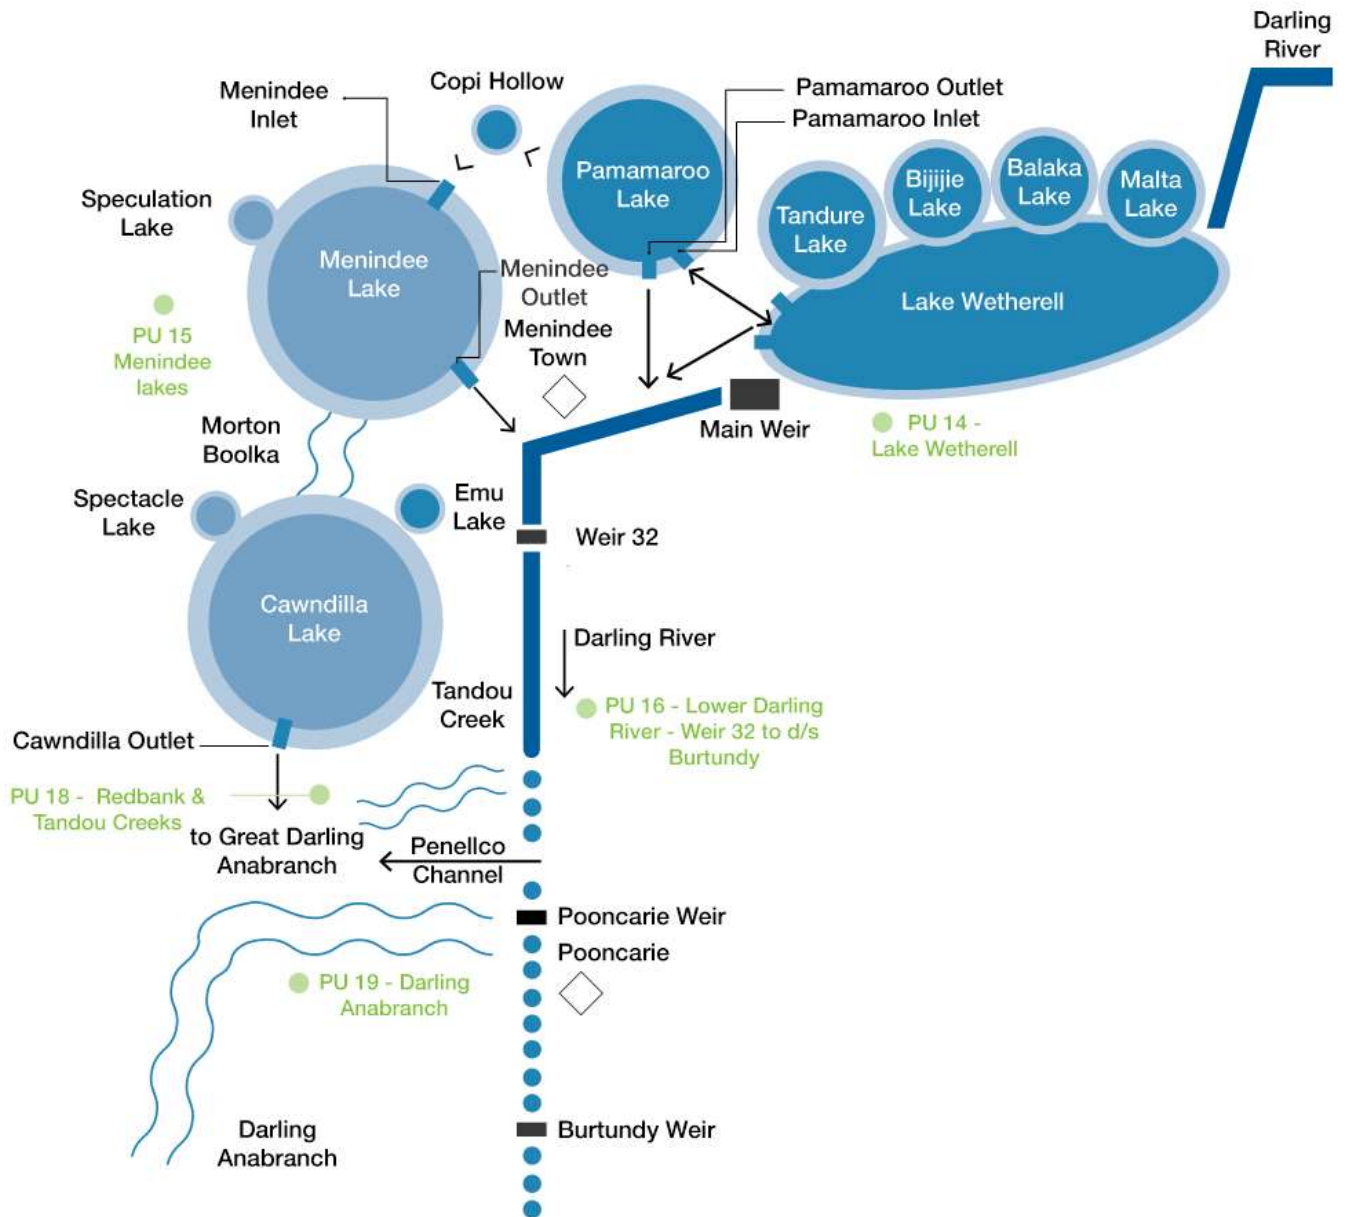 Darling
River
Copi Hollow
Menindee
Inlet
Pamamaroo Outlet
Pamamaroo Inlet
Pamamaroo
Lake
Speculation
Lake
Tandure
Lake
Bijijie
Lake
Balaka
Lake
Malta
Lake
Menindee
Lake
Menindee
Outlet
Menindee
Town
Lake Wetherell
PU 15
Menindee
lakes
Morton
Boolka
Main Weir
PU 14 -
Lake Wetherell
Spectacle
Lake
Emu
Lake
Weir 32
Cawndilla
Lake
Darling River
Tandou
Creek
PU 16 - Lower Darling
River - Weir 32 to d/s
Burtundy
Cawndilla Outlet
PU 18 - Redbank &
Tandou Creeks
to Great Darling
Anabranch
Penellco
Channel
Pooncarie Weir
Pooncarie
PU 19 - Darling
Anabranch
Darling
Anabranch
Burtundy Weir